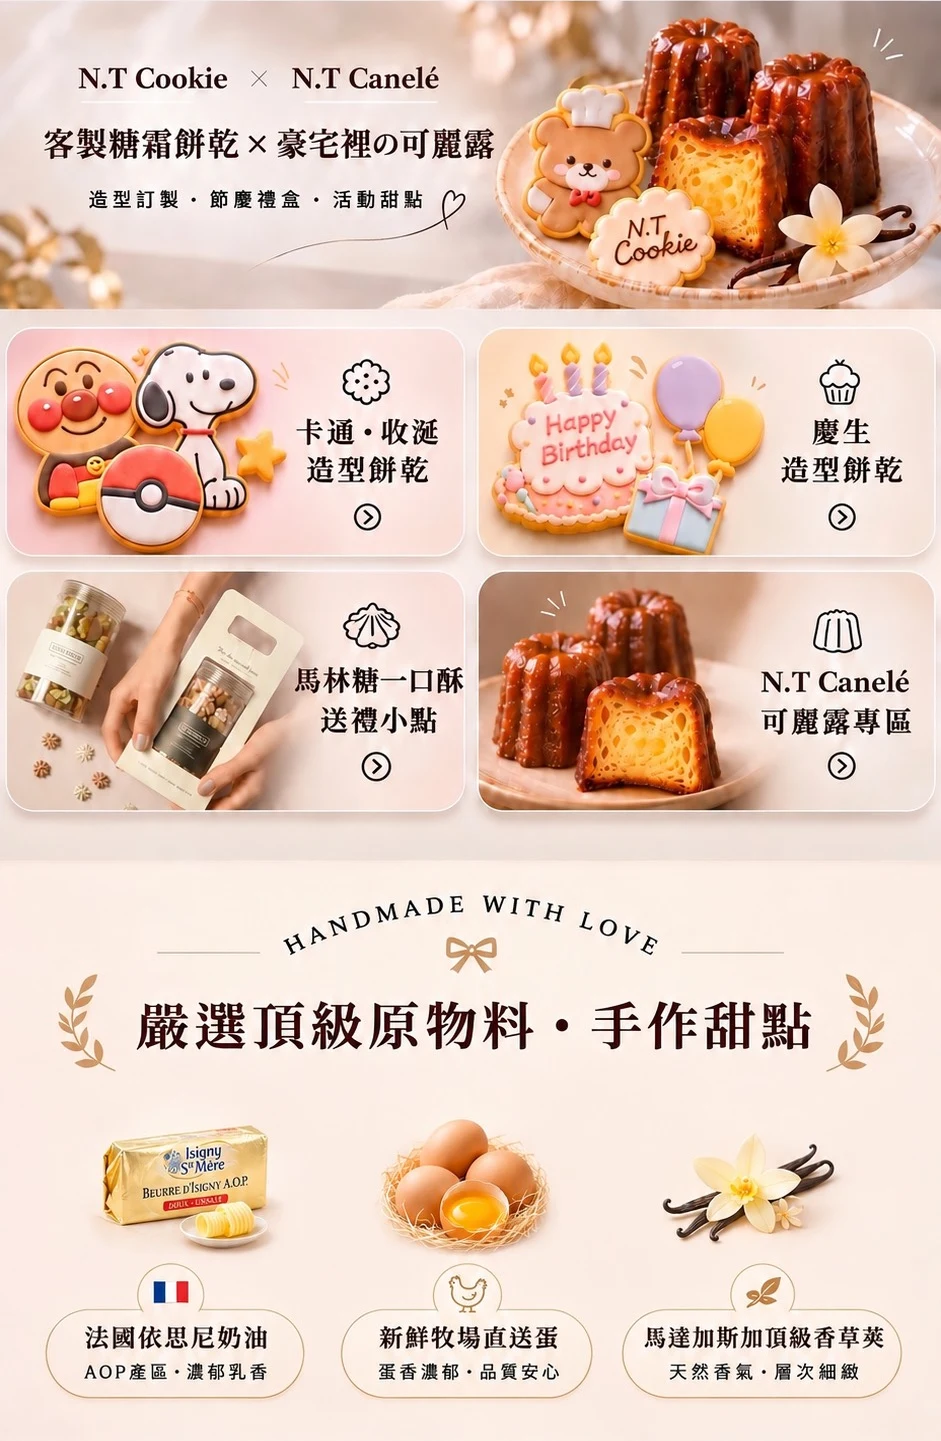 N.T Cookie × N.T Canelé
客製糖霜餅乾 × 豪宅裡の可麗露
造型訂製・節慶禮盒・活動甜點
N.T
Cookie
卡通・收涎
造型餅乾
Happy
Birthday
慶生
造型餅乾
馬林糖一口酥
送禮小點
N.T Canelé
可麗露專區
HANDMADE WITH LOVE
嚴選頂級原物料・手作甜點
Isigny
Ste Mère
BEURRE D'ISIGNY A.O.P.
法國依思尼奶油
AOP產區・濃郁乳香
新鮮牧場直送蛋
蛋香濃郁・品質安心
馬達加斯加頂級香草莢
天然香氣・層次細緻